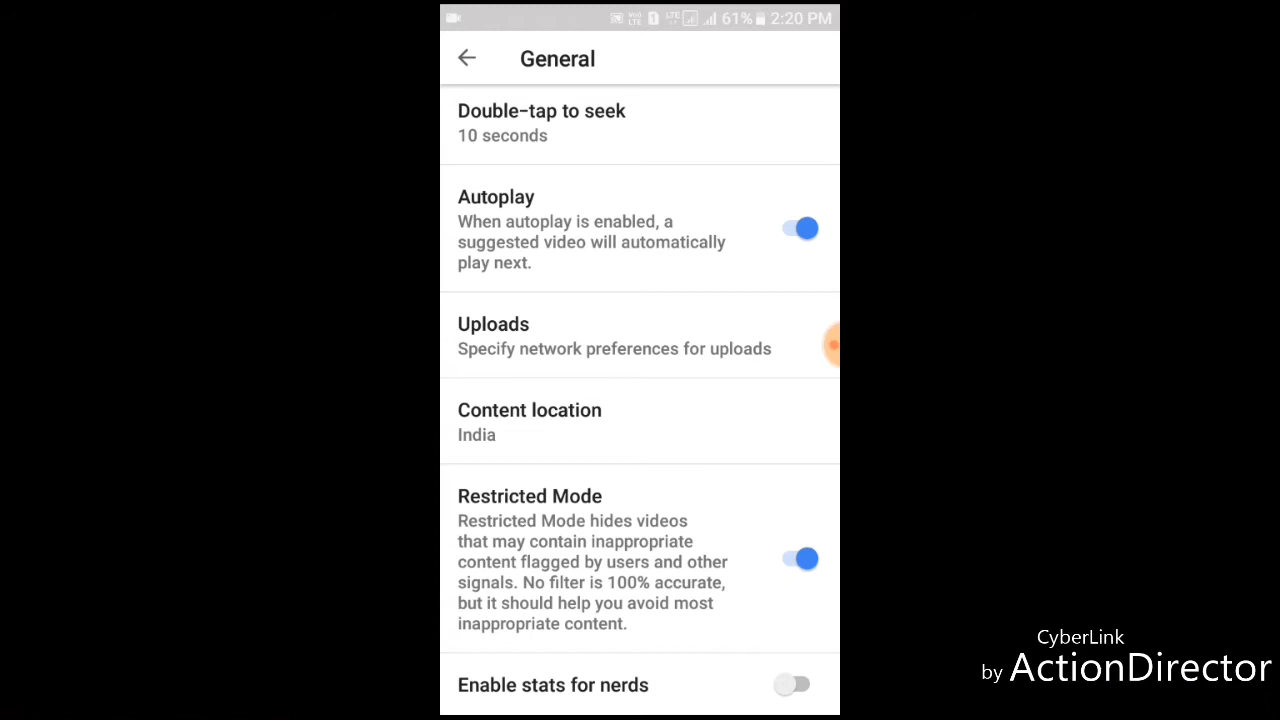 61% 2:20 PM
General
Double-tap to seek
10 seconds
Autoplay
When autoplay is enabled, a
suggested video will automatically
play next.
Uploads
Specify network preferences for uploads
Content location
India
Restricted Mode
Restricted Mode hides videos
that may contain inappropriate
content flagged by users and other
signals. No filter is 100% accurate,
but it should help you avoid most
inappropriate content.
Enable stats for nerds
CyberLink
by ActionDirector